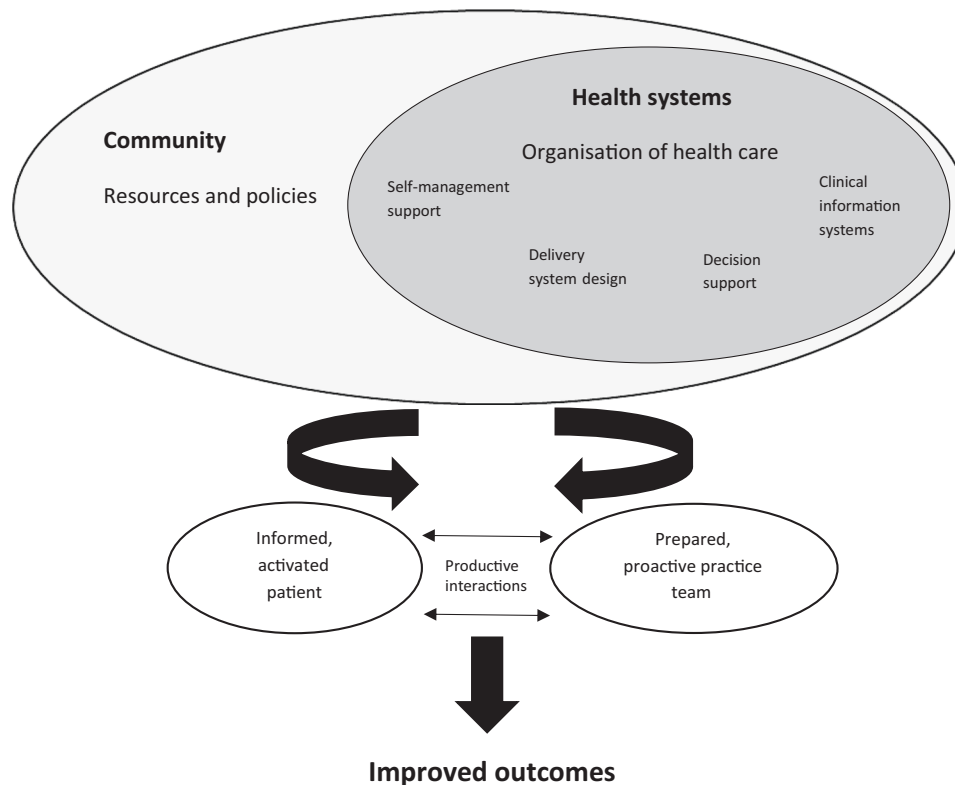 Health systems
Community
Organisation of health care
Resources and policies
Self-management
support
Clinical
information
systems
Delivery
system design
Decision
support
Informed,
activated
patient
Productive
interactions
Prepared,
proactive practice
team
Improved outcomes